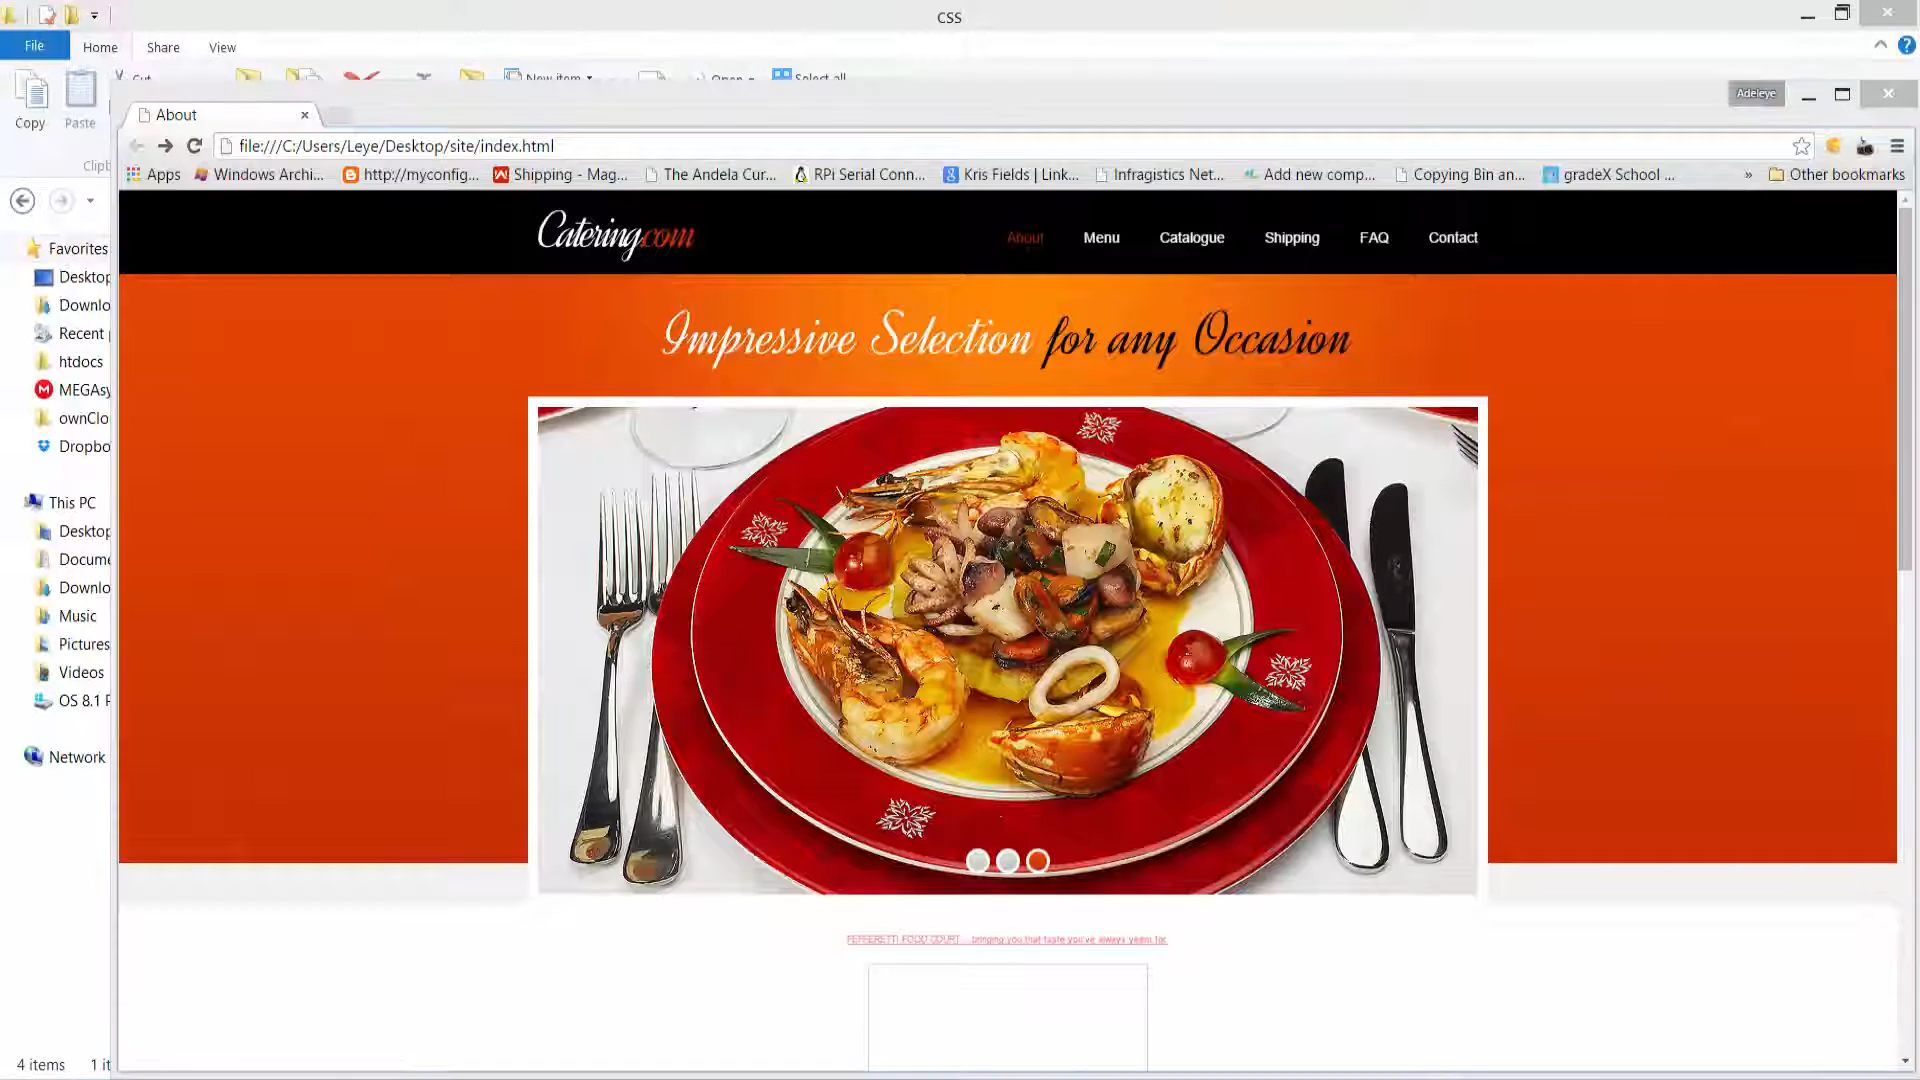 CSS
File Home Share View
Cut New item Open Select all
Copy Paste
Adeleye
About
file:///C:/Users/Leye/Desktop/site/index.html
Apps Windows Archi... http://myconfig... Shipping - Mag... The Andela Cur... RPi Serial Conn... Kris Fields | Link... Infragistics Net... Add new comp... Copying Bin an... gradeX School ... » Other bookmarks
Clipb
Catering.com
About Menu Catalogue Shipping FAQ Contact
Favorites
Desktop
Downlo
Recent p
htdocs
MEGAsy
ownClo
Dropbo
This PC
Desktop
Docume
Downlo
Music
Pictures
Videos
OS 8.1 P
Network
Impressive Selection for any Occasion
PEPPERETTI FOOD COURT... bringing you that taste you've always yearn for.
4 items 1 it